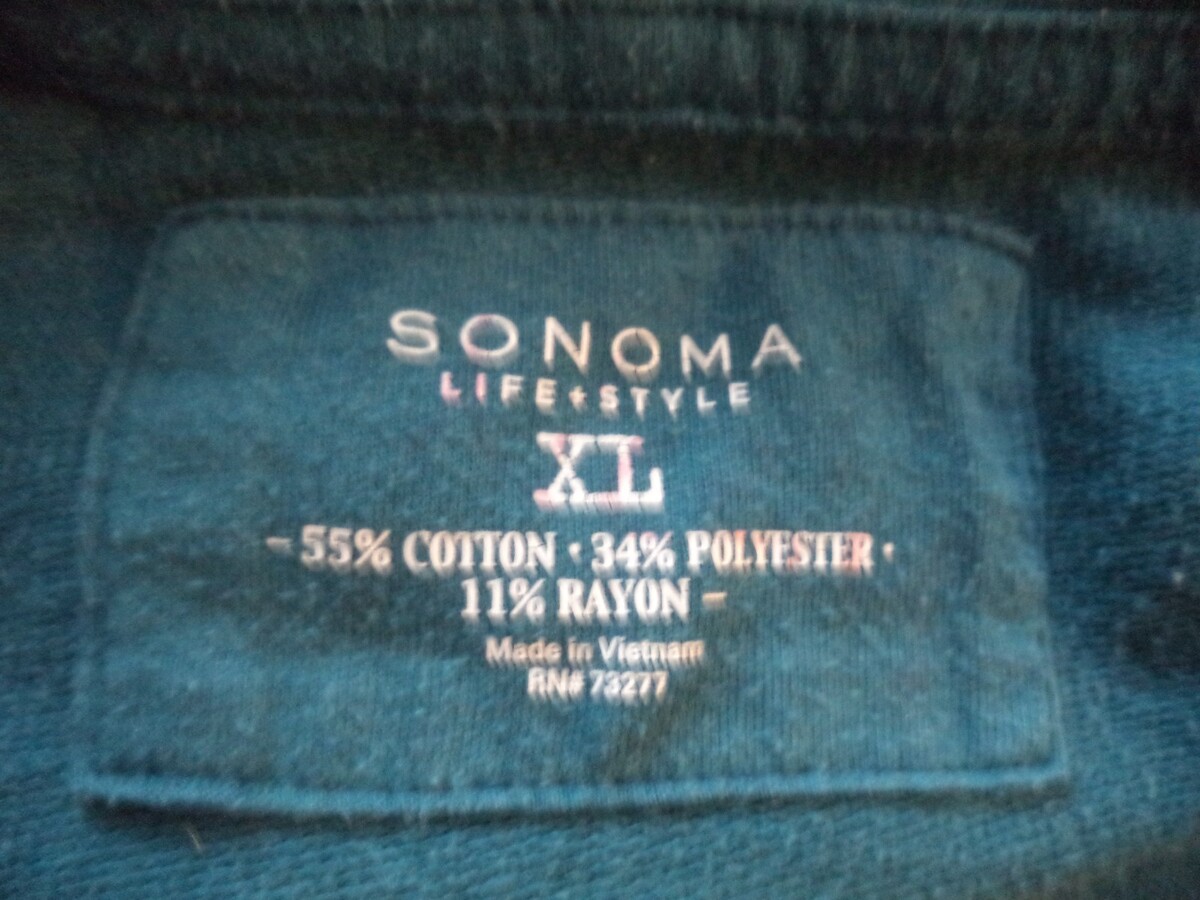 SONOMA
LIFE+STYLE
XL
- 55% COTTON · 34% POLYESTER ·
11% RAYON -
Made in Vietnam
RN# 73277